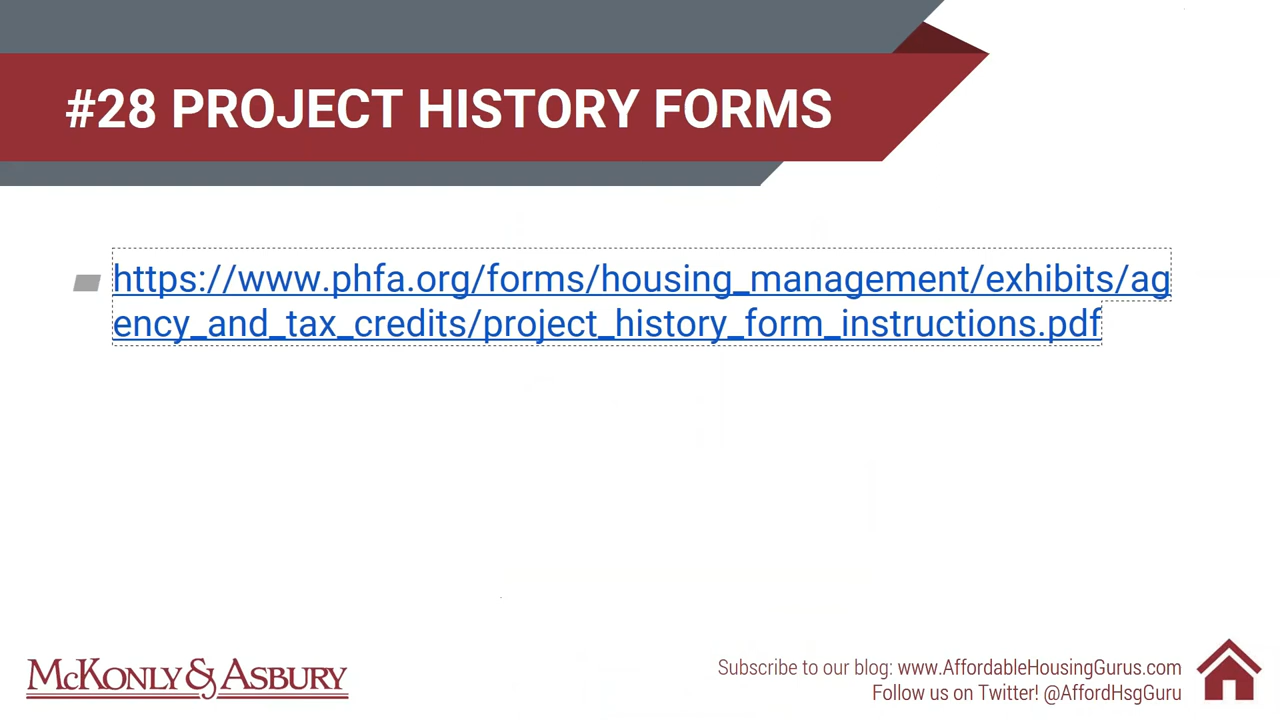 #28 PROJECT HISTORY FORMS
https://www.phfa.org/forms/housing_management/exhibits/ag
ency_and_tax_credits/project_history_form_instructions.pdf
McKonly & Asbury
Subscribe to our blog: www.AffordableHousingGurus.com
Follow us on Twitter! @AffordHsgGuru